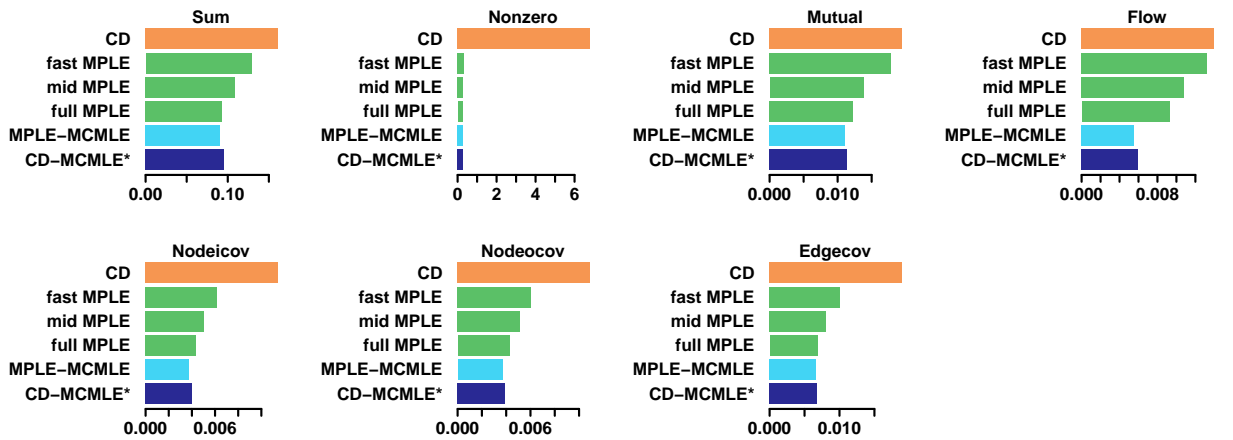 Sum
CD
fast MPLE
mid MPLE
full MPLE
MPLE−MCMLE
CD−MCMLE*
0.00 0.10
Nonzero
CD
fast MPLE
mid MPLE
full MPLE
MPLE−MCMLE
CD−MCMLE*
0 2 4 6
Mutual
CD
fast MPLE
mid MPLE
full MPLE
MPLE−MCMLE
CD−MCMLE*
0.000 0.010
Flow
CD
fast MPLE
mid MPLE
full MPLE
MPLE−MCMLE
CD−MCMLE*
0.000 0.008
Nodeicov
CD
fast MPLE
mid MPLE
full MPLE
MPLE−MCMLE
CD−MCMLE*
0.000 0.006
Nodeocov
CD
fast MPLE
mid MPLE
full MPLE
MPLE−MCMLE
CD−MCMLE*
0.000 0.006
Edgecov
CD
fast MPLE
mid MPLE
full MPLE
MPLE−MCMLE
CD−MCMLE*
0.000 0.010